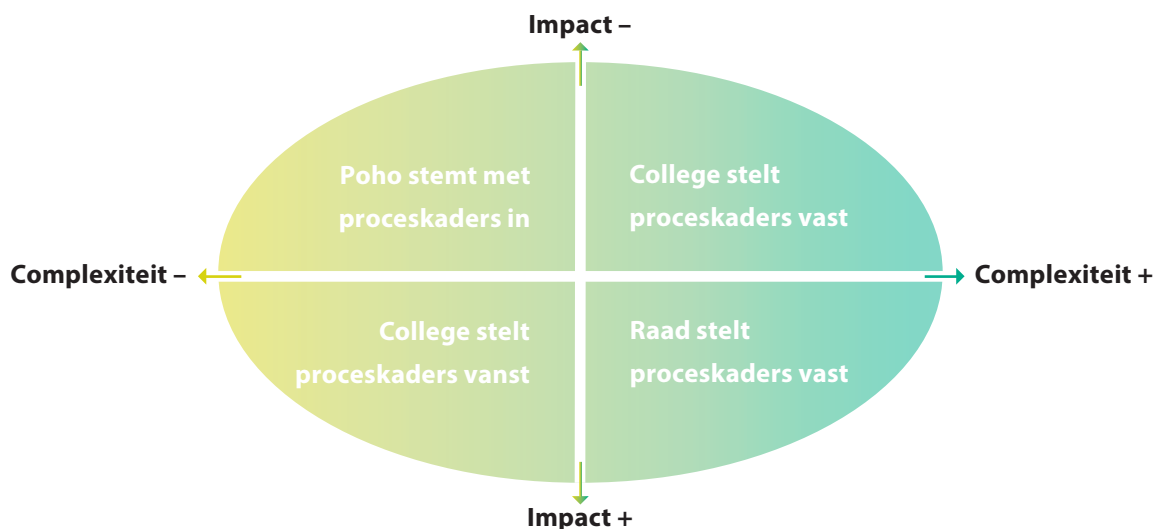 Impact –
Poho stemt met
proceskaders in
College stelt
proceskaders vast
Complexiteit –
Complexiteit +
College stelt
proceskaders vanst
Raad stelt
proceskaders vast
Impact +